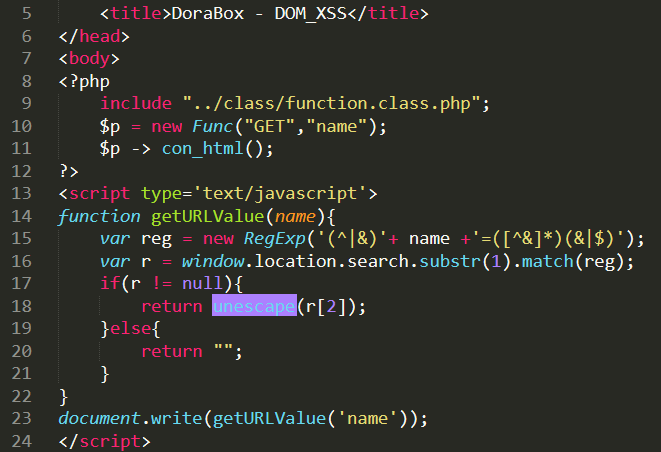 5 <title>DoraBox - DOM_XSS</title>
6 </head>
7 <body>
8 <?php
9 include "../class/function.class.php";
10 $p = new Func("GET","name");
11 $p -> con_html();
12 ?>
13 <script type='text/javascript'>
14 function getURLValue(name){
15 var reg = new RegExp('(^|&)'+ name +'=([^&]*)(&|$)');
16 var r = window.location.search.substr(1).match(reg);
17 if(r != null){
18 return unescape(r[2]);
19 }else{
20 return "";
21 }
22 }
23 document.write(getURLValue('name'));
24 </script>